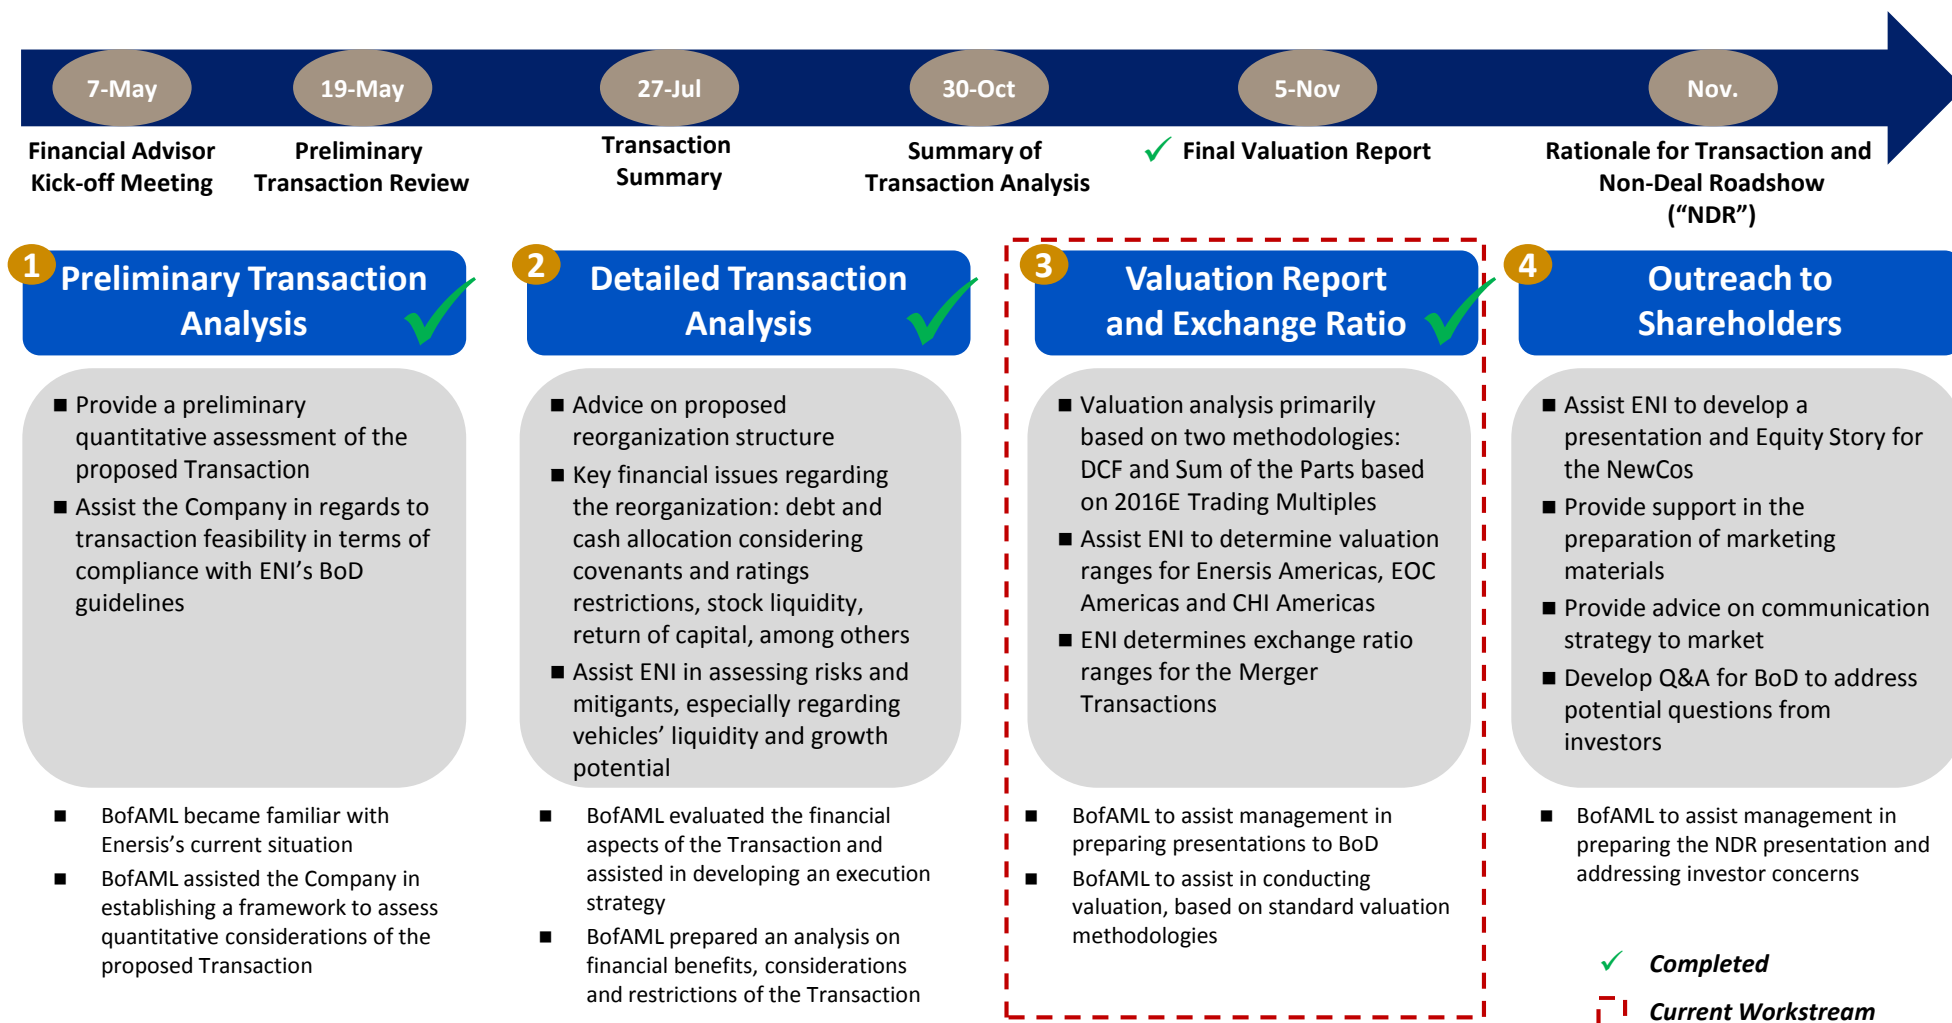 7-May
19-May
27-Jul
30-Oct
5-Nov
Nov.
Financial Advisor
Kick-off Meeting
Preliminary
Transaction Review
Transaction
Summary
Summary of
Transaction Analysis
✓ Final Valuation Report
Rationale for Transaction and
Non-Deal Roadshow
(“NDR”)
1
Preliminary Transaction
Analysis
■ Provide a preliminary
quantitative assessment of the
proposed Transaction
■ Assist the Company in regards to
transaction feasibility in terms of
compliance with ENI’s BoD
guidelines
■ BofAML became familiar with
Enersis’s current situation
■ BofAML assisted the Company in
establishing a framework to assess
quantitative considerations of the
proposed Transaction
2
Detailed Transaction
Analysis
■ Advice on proposed
reorganization structure
■ Key financial issues regarding
the reorganization: debt and
cash allocation considering
covenants and ratings
restrictions, stock liquidity,
return of capital, among others
■ Assist ENI in assessing risks and
mitigants, especially regarding
vehicles’ liquidity and growth
potential
■ BofAML evaluated the financial
aspects of the Transaction and
assisted in developing an execution
strategy
■ BofAML prepared an analysis on
financial benefits, considerations
and restrictions of the Transaction
3
Valuation Report
and Exchange Ratio
■ Valuation analysis primarily
based on two methodologies:
DCF and Sum of the Parts based
on 2016E Trading Multiples
■ Assist ENI to determine valuation
ranges for Enersis Americas, EOC
Americas and CHI Americas
■ ENI determines exchange ratio
ranges for the Merger
Transactions
■ BofAML to assist management in
preparing presentations to BoD
■ BofAML to assist in conducting
valuation, based on standard valuation
methodologies
4
Outreach to
Shareholders
■ Assist ENI to develop a
presentation and Equity Story for
the NewCos
■ Provide support in the
preparation of marketing
materials
■ Provide advice on communication
strategy to market
■ Develop Q&A for BoD to address
potential questions from
investors
■ BofAML to assist management in
preparing the NDR presentation and
addressing investor concerns
✓ Completed
Current Workstream